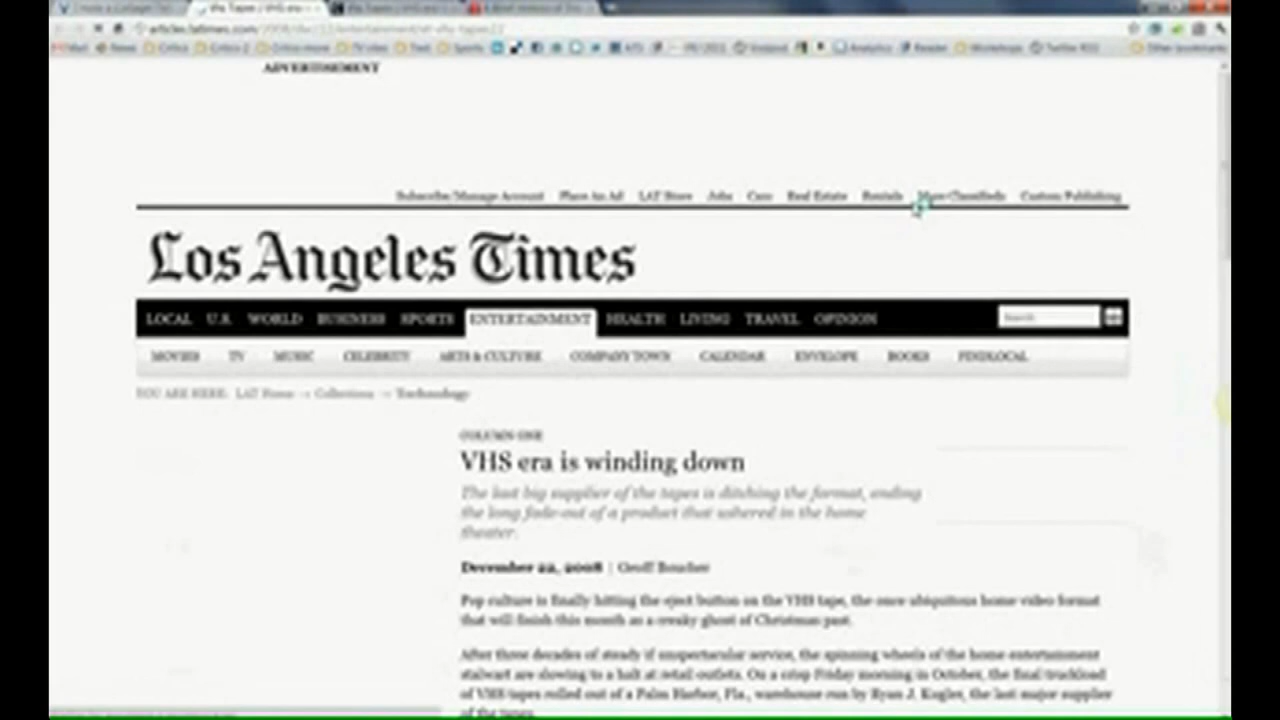 ADVERTISEMENT
Subscribe/Manage Account Place An Ad LAT Store Jobs Cars Real Estate Rentals More Classifieds Custom Publishing
Los Angeles Times
LOCAL U.S. WORLD BUSINESS SPORTS ENTERTAINMENT HEALTH LIVING TRAVEL OPINION Search
MOVIES TV MUSIC CELEBRITY ARTS & CULTURE COMPANY TOWN CALENDAR ENVELOPE BOOKS FINDLOCAL
YOU ARE HERE: LAT Home → Collections → Technology
COLUMN ONE
VHS era is winding down
The last big supplier of the tapes is ditching the format, ending
the long fade-out of a product that ushered in the home
theater.
December 22, 2008 | Geoff Boucher
Pop culture is finally hitting the eject button on the VHS tape, the once ubiquitous home video format
that will finish this month as a creaky ghost of Christmas past.
After three decades of steady if unspectacular service, the spinning wheels of the home entertainment
stalwart are slowing to a halt at retail outlets. On a crisp Friday morning in October, the final truckload
of VHS tapes rolled out of a Palm Harbor, Fla., warehouse run by Ryan J. Kugler, the last major supplier
of the tapes.